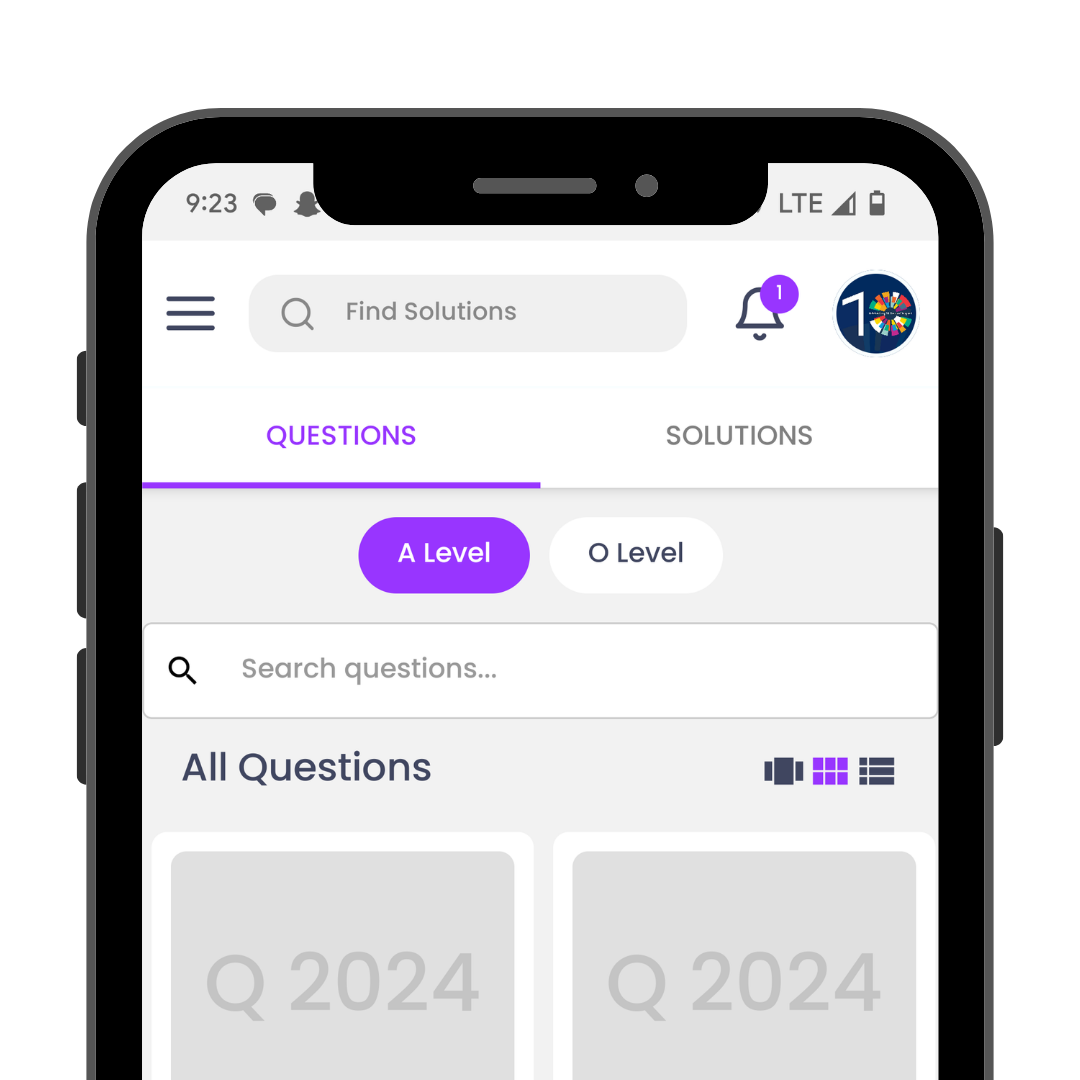 9:23 LTE
Find Solutions
1
10
QUESTIONS SOLUTIONS
A Level O Level
Search questions...
All Questions
Q 2024 Q 2024